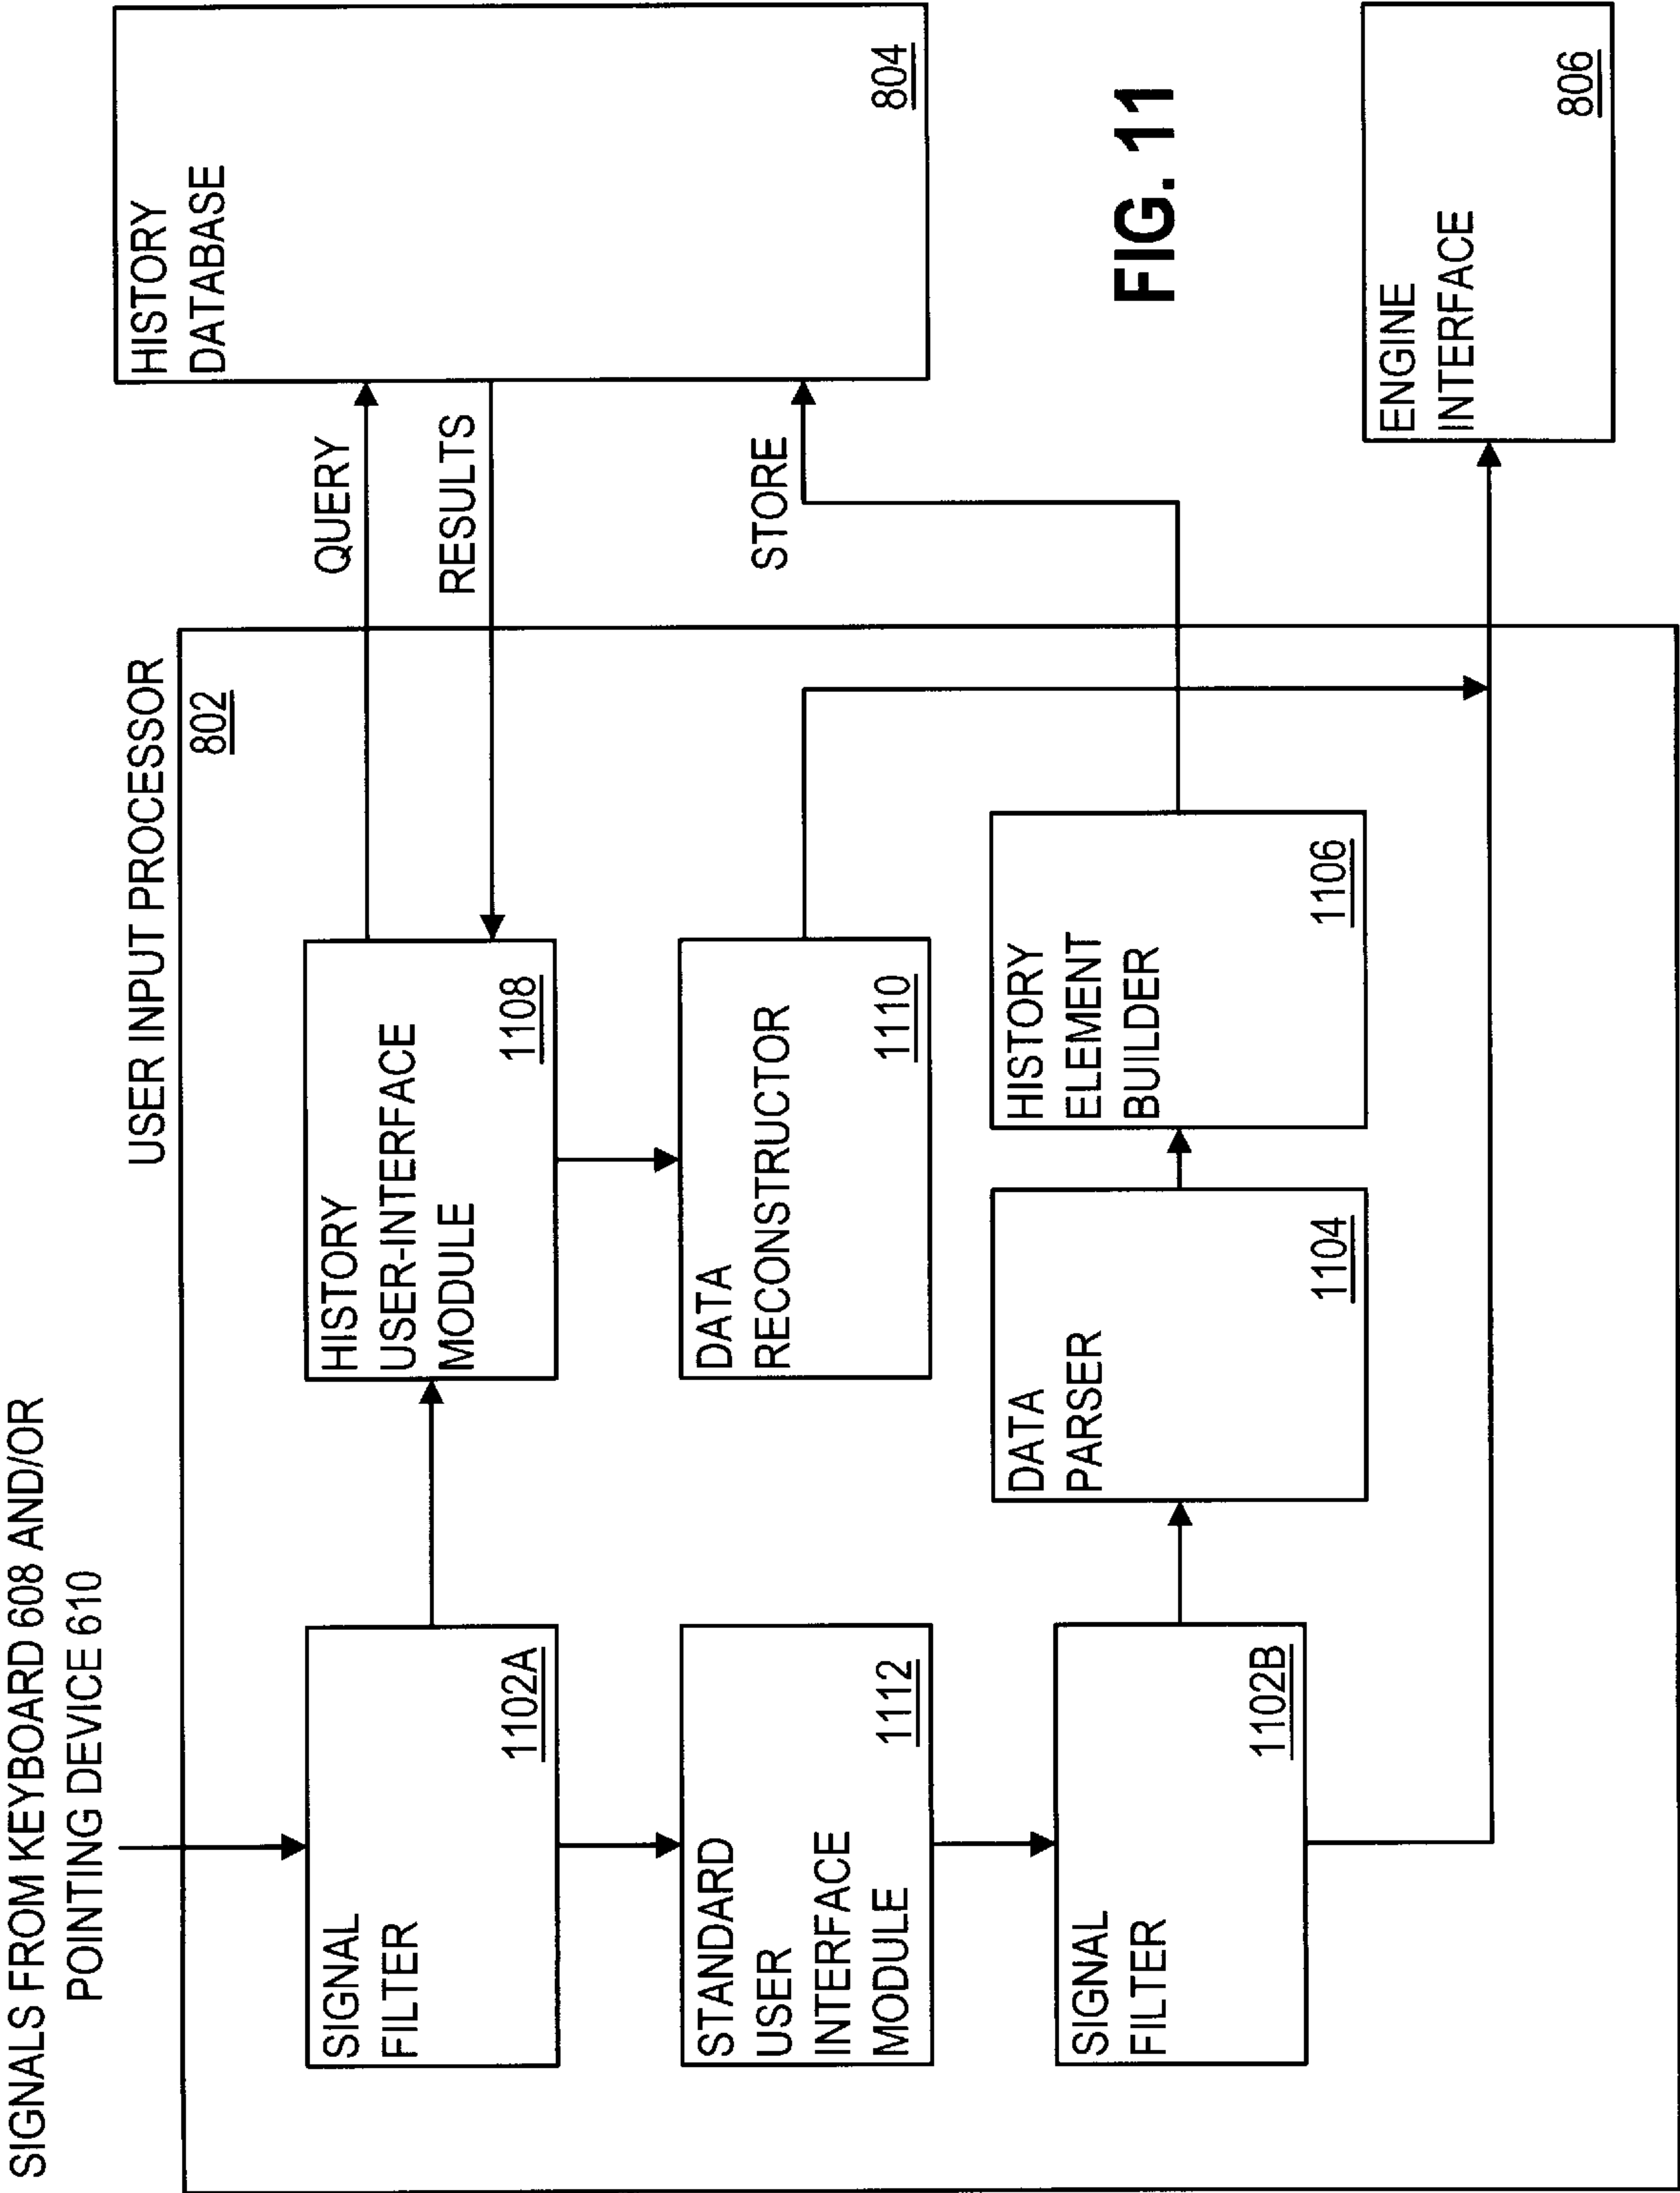 SIGNALS FROM KEYBOARD 608 AND/OR
POINTING DEVICE 610
USER INPUT PROCESSOR
802
SIGNAL
FILTER
1102A
HISTORY
USER-INTERFACE
MODULE
1108
QUERY
RESULTS
HISTORY
DATABASE
804
STANDARD
USER
INTERFACE
MODULE
1112
DATA
RECONSTRUCTOR
1110
STORE
SIGNAL
FILTER
1102B
DATA
PARSER
1104
HISTORY
ELEMENT
BUILDER
1106
FIG. 11
ENGINE
INTERFACE
806